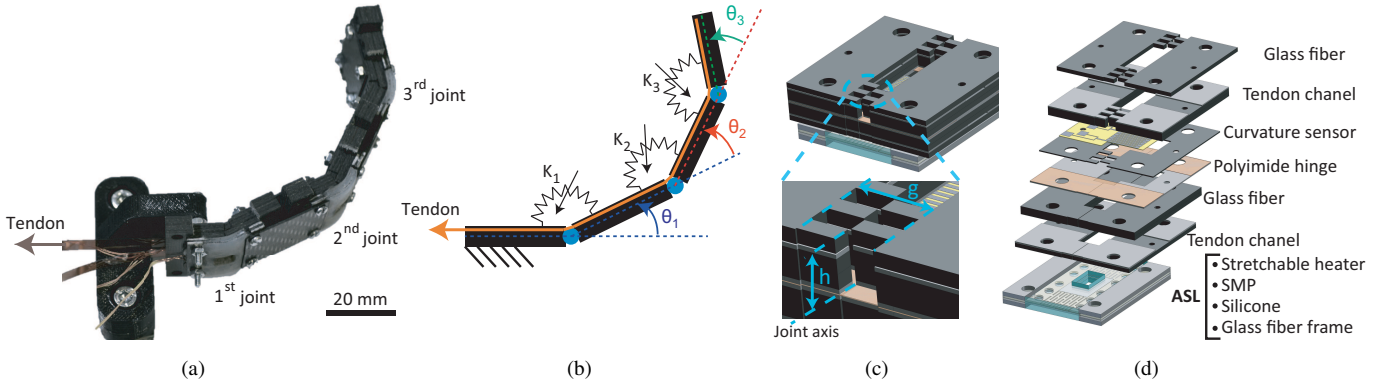 Tendon
1st joint
2nd joint
3rd joint
20 mm
(a)
Tendon
K1
K2
K3
θ1
θ2
θ3
(b)
g
h
Joint axis
(c)
Glass fiber
Tendon chanel
Curvature sensor
Polyimide hinge
Glass fiber
Tendon chanel
ASL
• Stretchable heater
• SMP
• Silicone
• Glass fiber frame
(d)